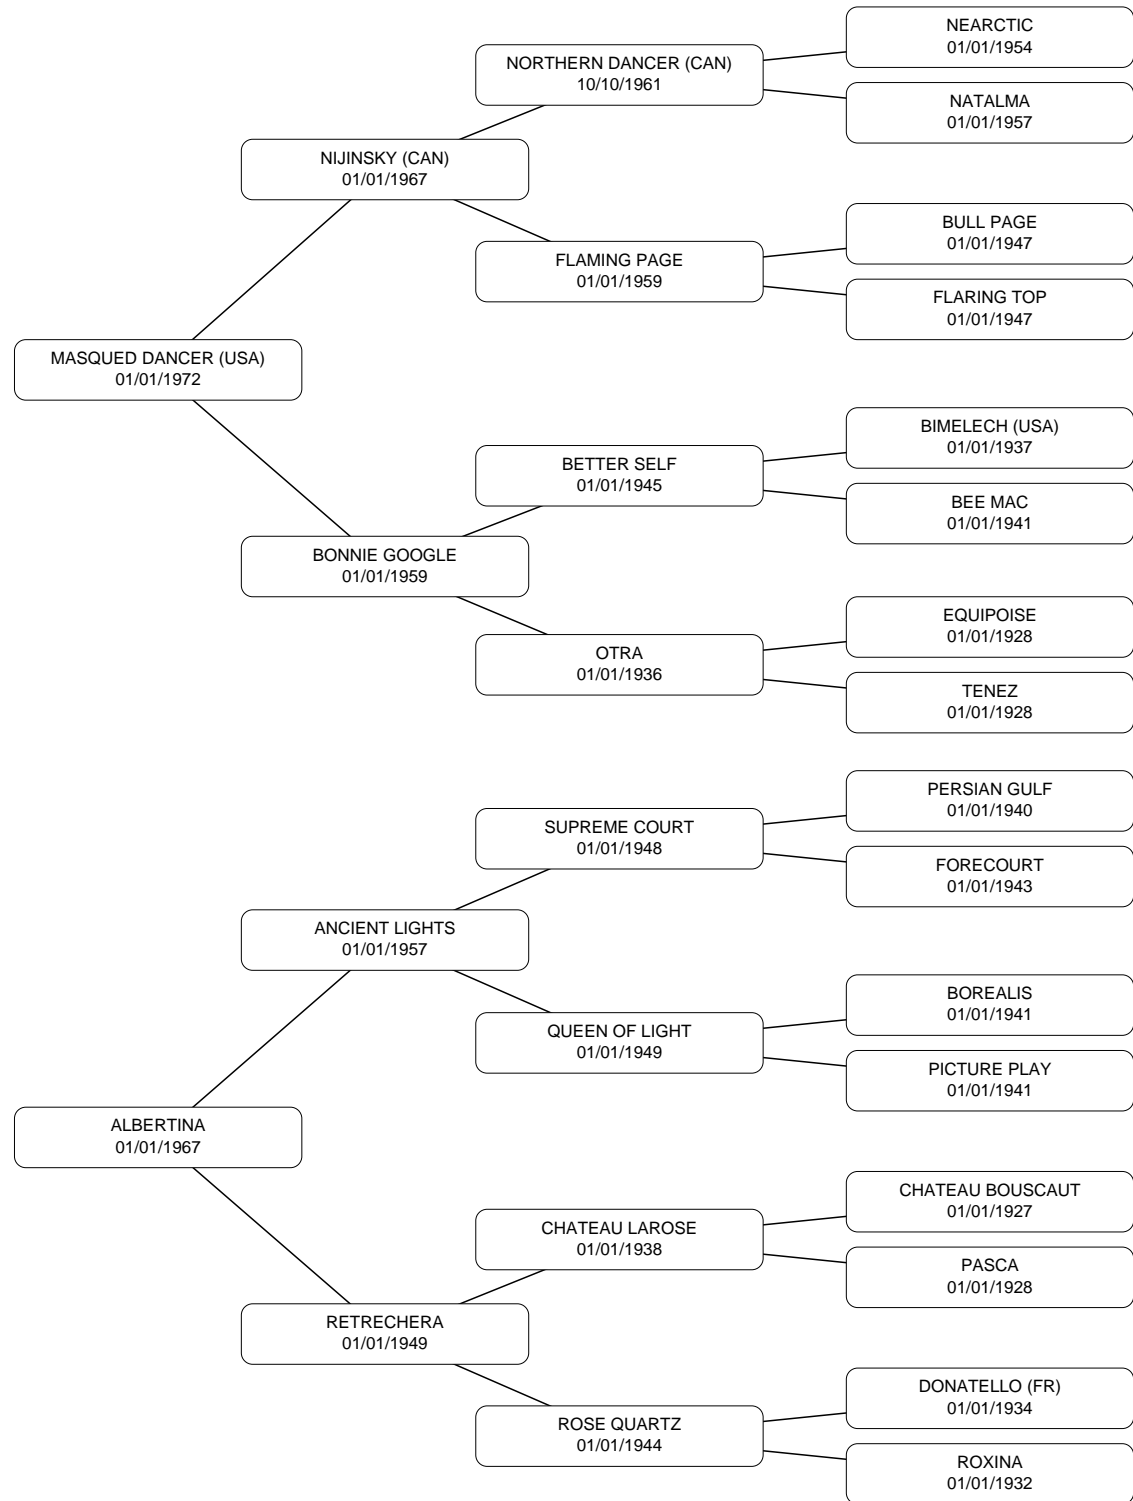 NEARCTIC
01/01/1954
NORTHERN DANCER (CAN)
10/10/1961
NATALMA
01/01/1957
NIJINSKY (CAN)
01/01/1967
BULL PAGE
01/01/1947
FLAMING PAGE
01/01/1959
FLARING TOP
01/01/1947
MASQUED DANCER (USA)
01/01/1972
BIMELECH (USA)
01/01/1937
BETTER SELF
01/01/1945
BEE MAC
01/01/1941
BONNIE GOOGLE
01/01/1959
EQUIPOISE
01/01/1928
OTRA
01/01/1936
TENEZ
01/01/1928
PERSIAN GULF
01/01/1940
SUPREME COURT
01/01/1948
FORECOURT
01/01/1943
ANCIENT LIGHTS
01/01/1957
BOREALIS
01/01/1941
QUEEN OF LIGHT
01/01/1949
PICTURE PLAY
01/01/1941
ALBERTINA
01/01/1967
CHATEAU BOUSCAUT
01/01/1927
CHATEAU LAROSE
01/01/1938
PASCA
01/01/1928
RETRECHERA
01/01/1949
DONATELLO (FR)
01/01/1934
ROSE QUARTZ
01/01/1944
ROXINA
01/01/1932